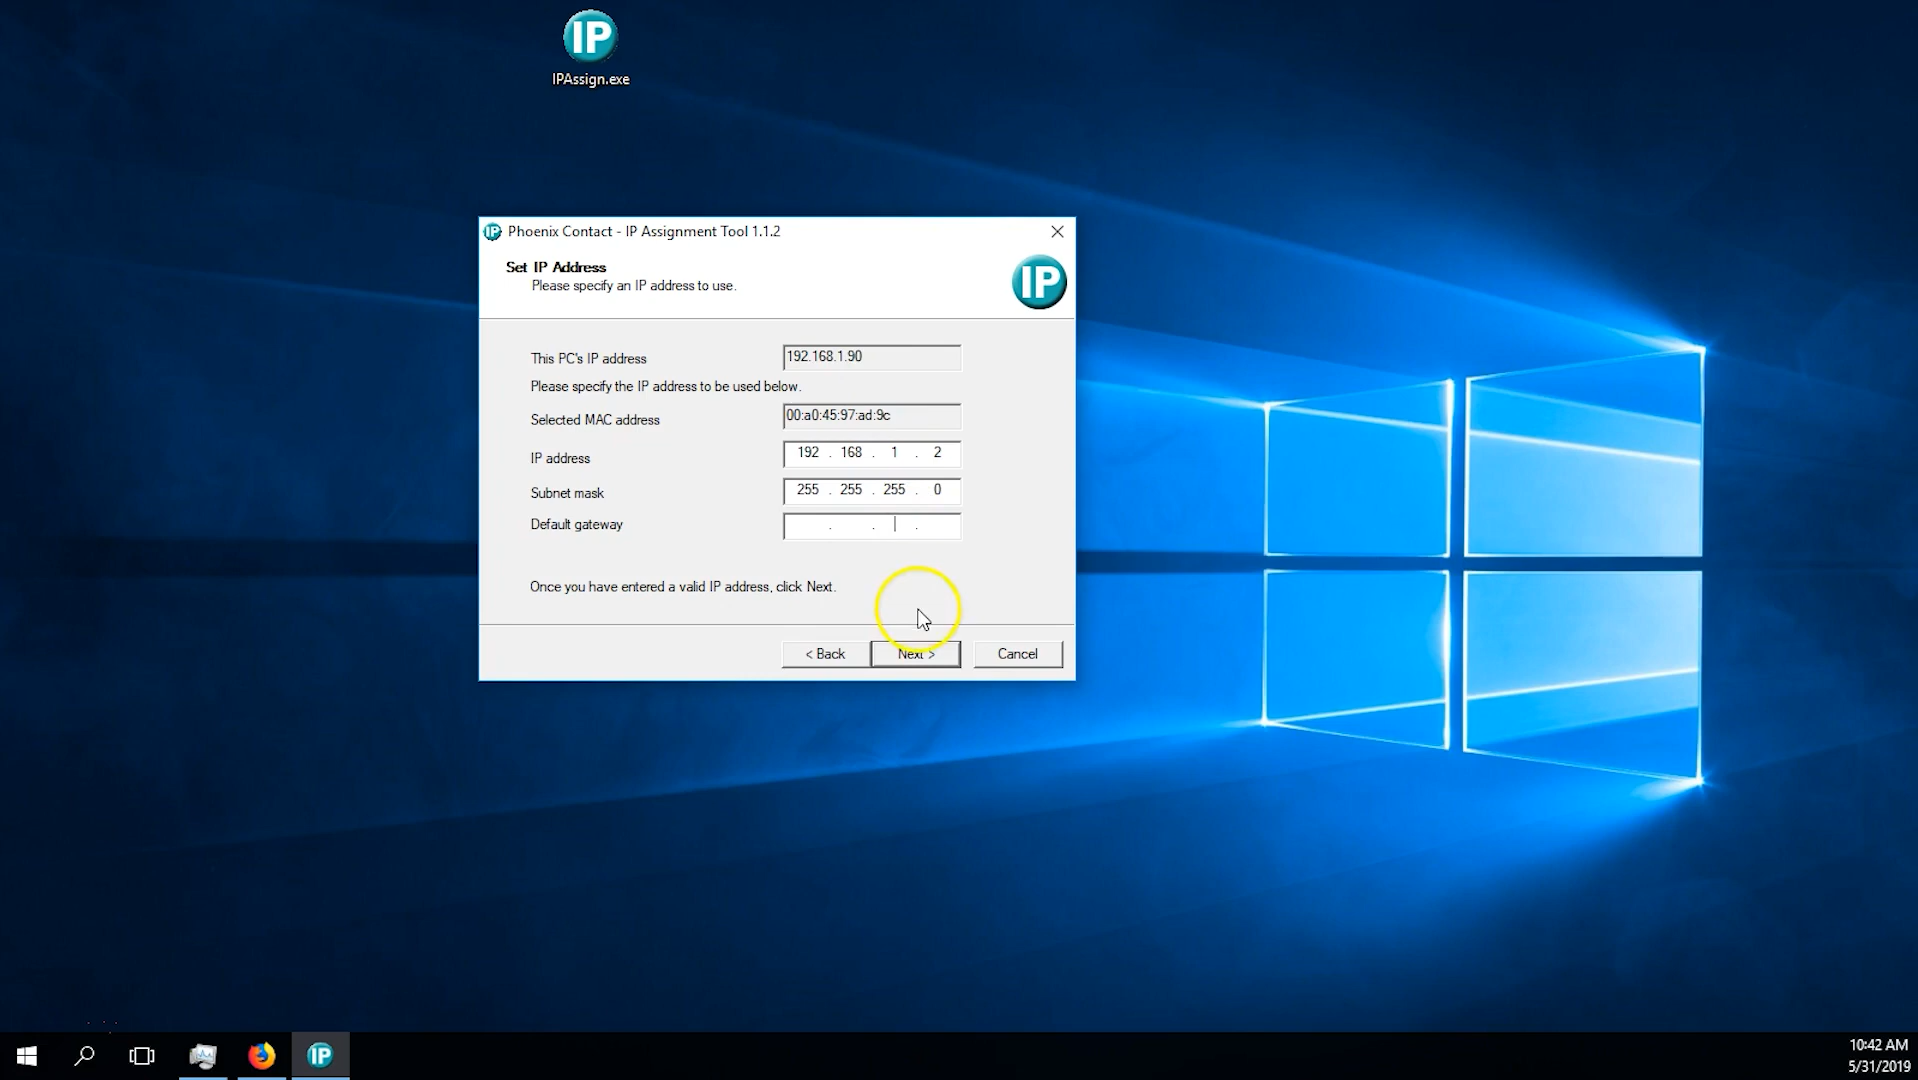 IP
IPAssign.exe
IP Phoenix Contact - IP Assignment Tool 1.1.2
Set IP Address
Please specify an IP address to use.
IP
This PC's IP address 192.168.1.90
Please specify the IP address to be used below.
Selected MAC address 00:a0:45:97:ad:9c
IP address 192 . 168 . 1 . 2
Subnet mask 255 . 255 . 255 . 0
Default gateway . . .
Once you have entered a valid IP address, click Next.
< Back Next > Cancel
IP
10:42 AM
5/31/2019